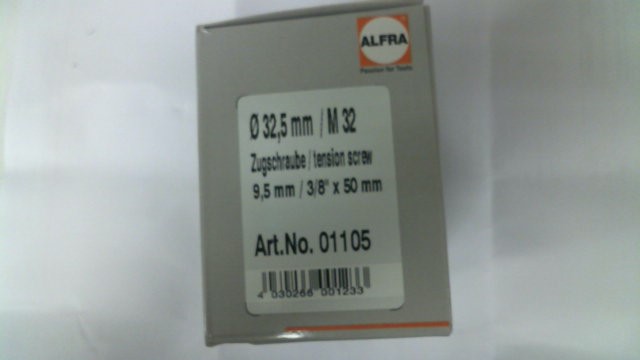 ALFRA
Passion for Tools
Ø 32,5 mm / M 32
Zugschraube / tension screw
9,5 mm / 3/8" x 50 mm
Art.No. 01105
4 030266 001233